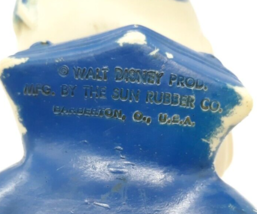 © WALT DISNEY PROD.
MFG. BY THE SUN RUBBER CO.
BARBERTON, O., U.S.A.